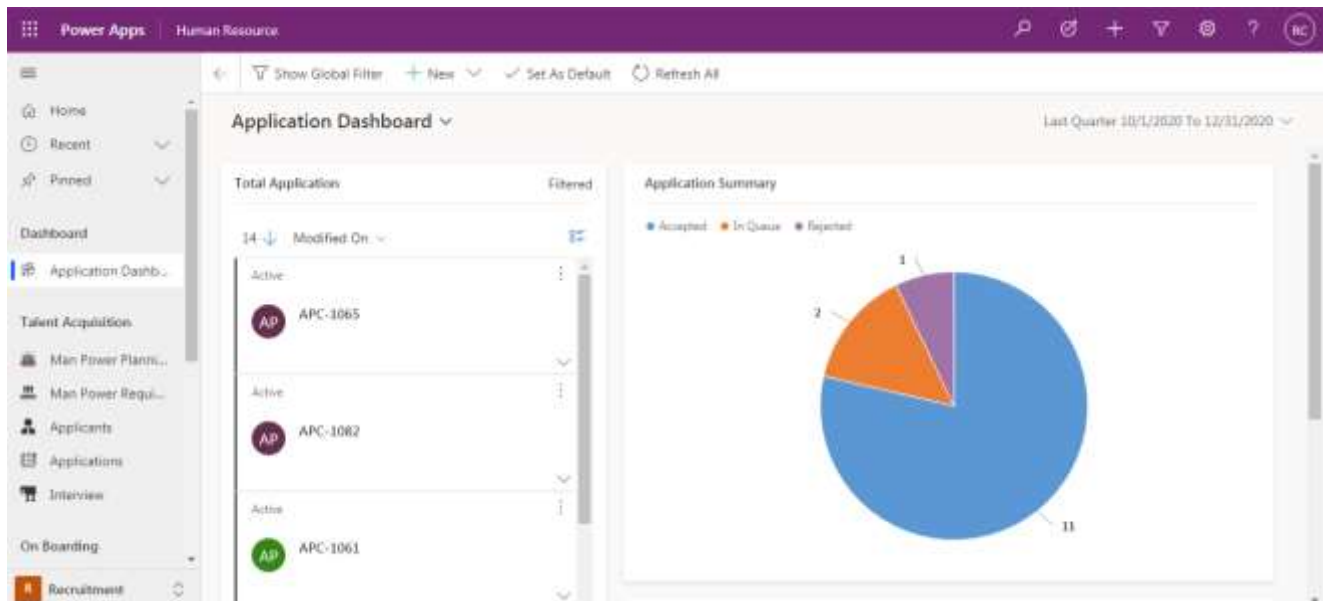 Power Apps Human Resource ? RC
Show Global Filter New Set As Default Refresh All
Home
Recent
Pinned
Dashboard
Application Dashb...
Talent Acquisition
Man Power Planni...
Man Power Requi...
Applicants
Applications
Interview
On Boarding
R Recruitment
Application Dashboard
Last Quarter 10/1/2020 To 12/31/2020
Total Application Filtered
14 Modified On
Active
AP APC-1065
Active
AP APC-1082
Active
AP APC-1061
Application Summary
Accepted In Queue Rejected
1
2
11